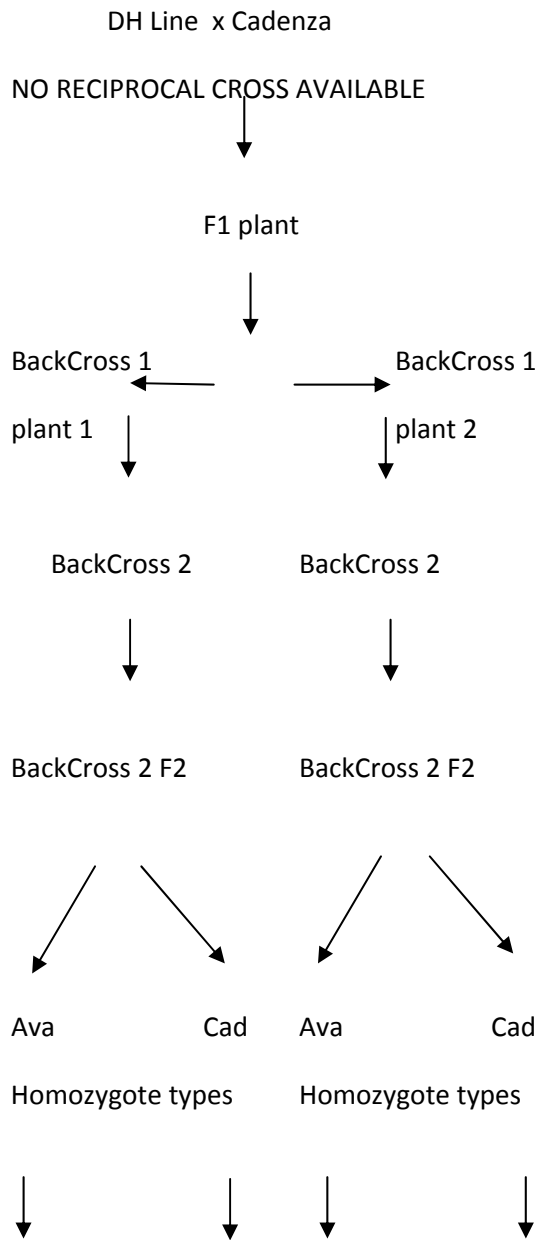 DH Line x Cadenza
NO RECIPROCAL CROSS AVAILABLE
F1 plant
BackCross 1 BackCross 1
plant 1 plant 2
BackCross 2 BackCross 2
BackCross 2 F2 BackCross 2 F2
Ava Cad Ava Cad
Homozygote types Homozygote types